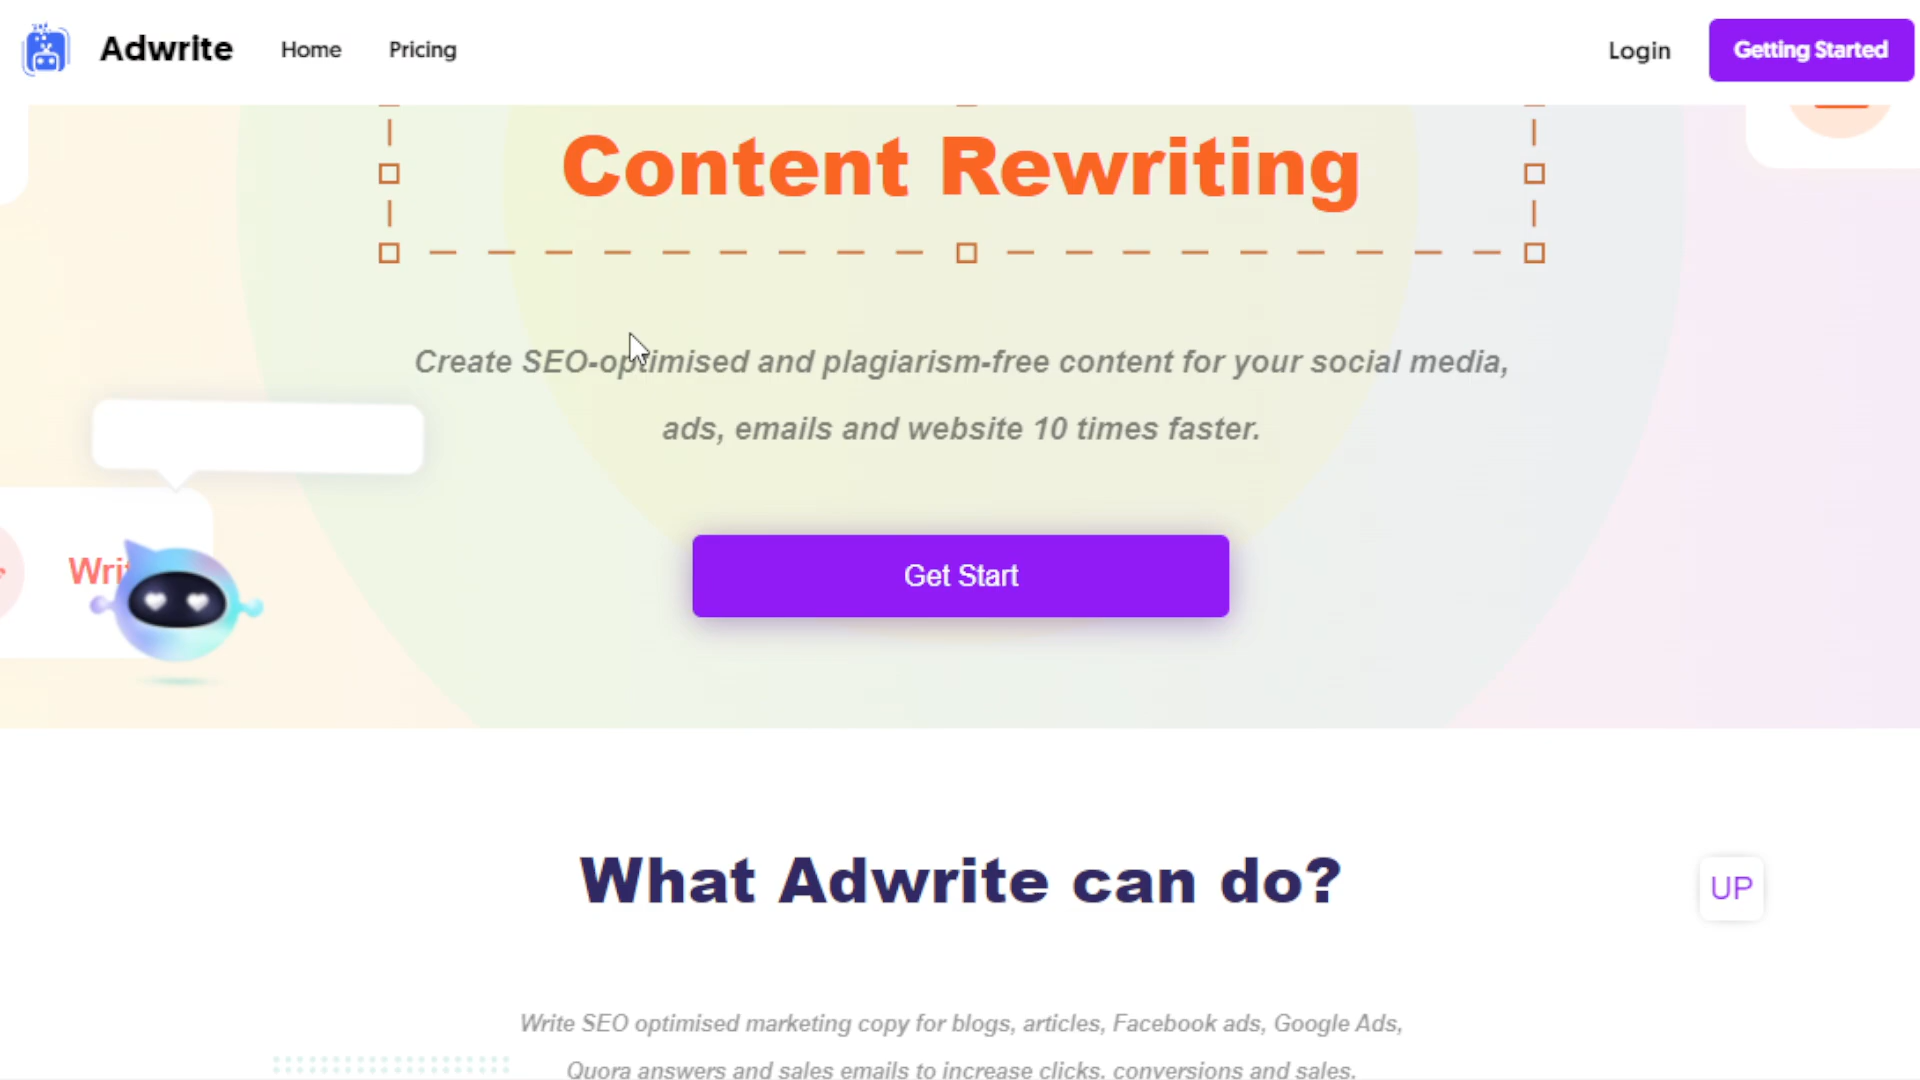 Adwrite
Home
Pricing
Login
Getting Started
Content Rewriting
Create SEO-optimised and plagiarism-free content for your social media,
ads, emails and website 10 times faster.
Get Start
What Adwrite can do?
UP
Write SEO optimised marketing copy for blogs, articles, Facebook ads, Google Ads,
Quora answers and sales emails to increase clicks, conversions and sales.